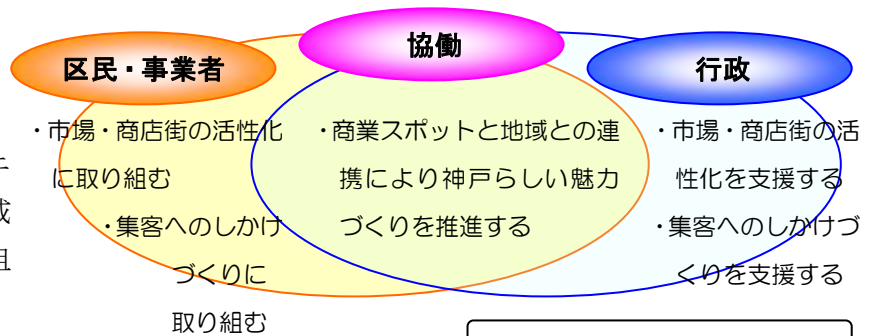 協働
区民・事業者
行政
・市場・商店街の活性化
に取り組む
・集客へのしかけ
づくりに
取り組む
・商業スポットと地域との連
携により神戸らしい魅力
づくりを推進する
・市場・商店街の活
性化を支援する
・集客へのしかけづ
くりを支援する
成
組